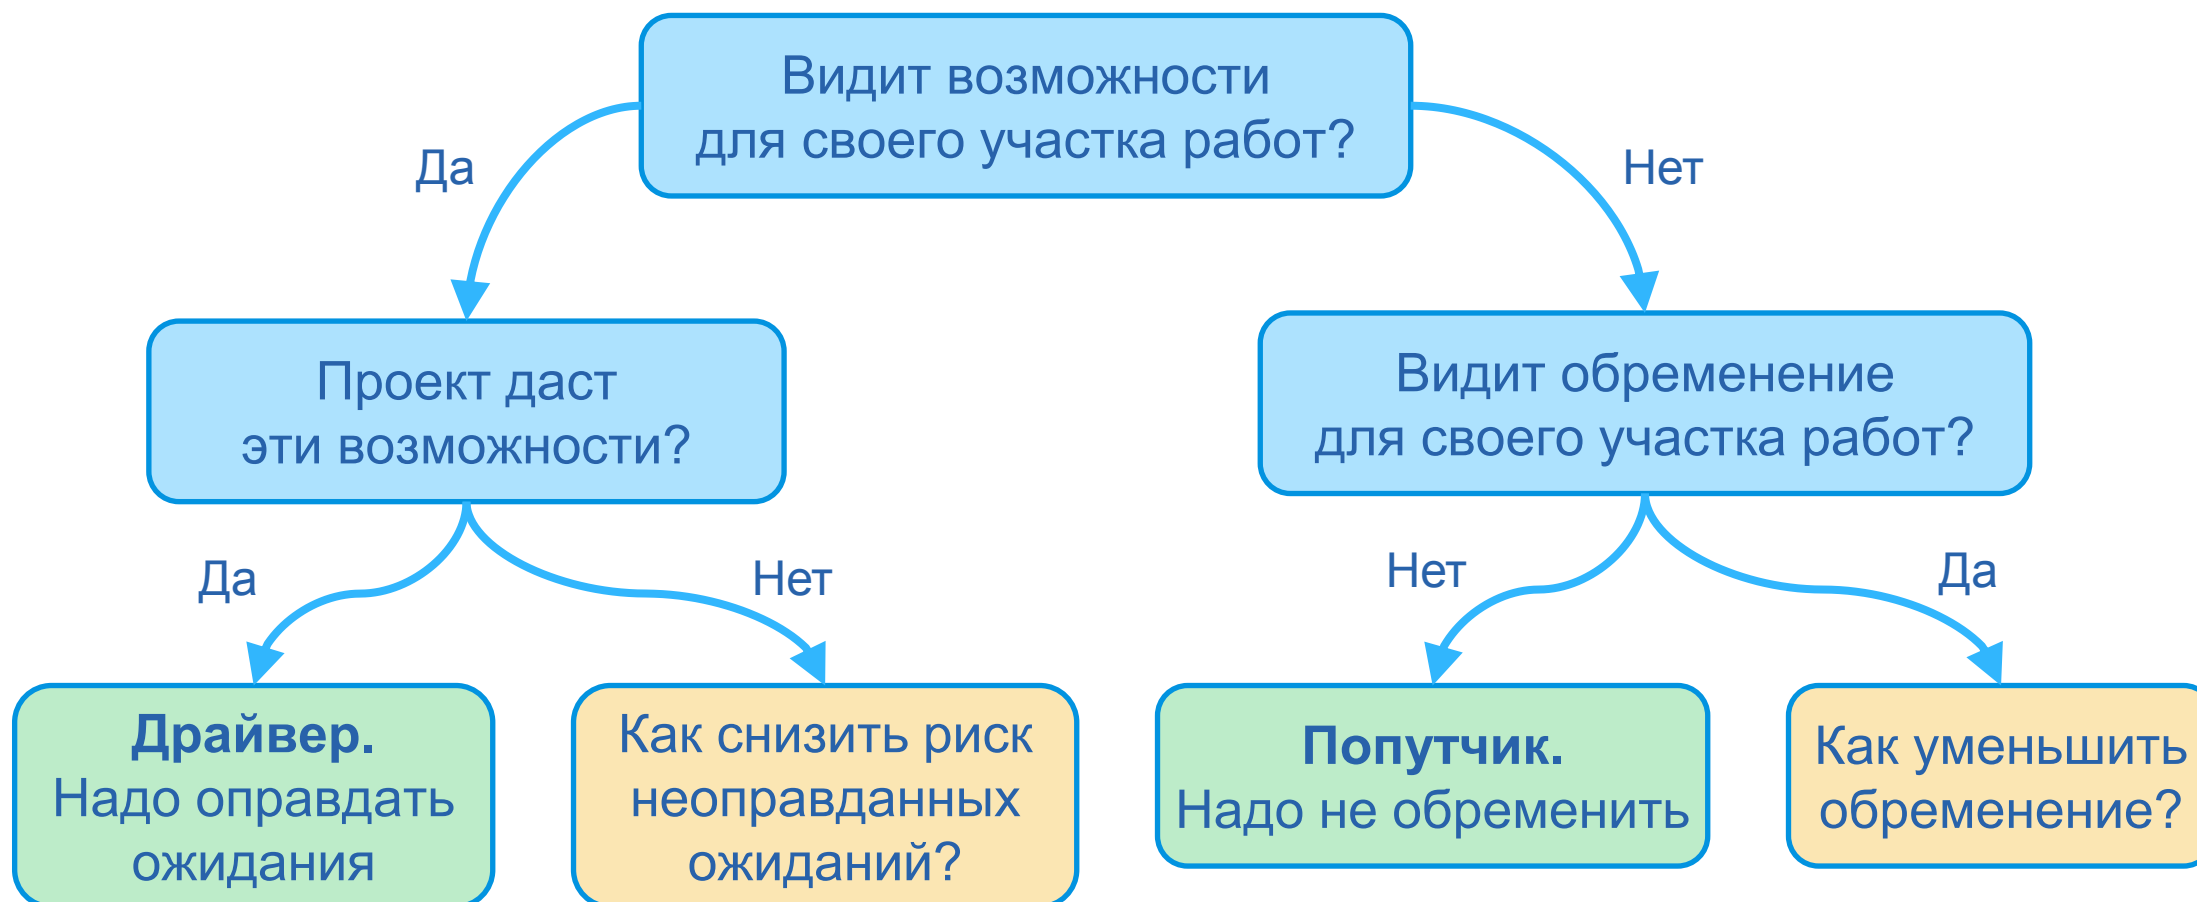 Видит возможности
для своего участка работ?
Да
Нет
Проект даст
эти возможности?
Видит обременение
для своего участка работ?
Да
Нет
Нет
Да
Драйвер.
Надо оправдать
ожидания
Как снизить риск
неоправданных
ожиданий?
Попутчик.
Надо не обременить
Как уменьшить
обременение?